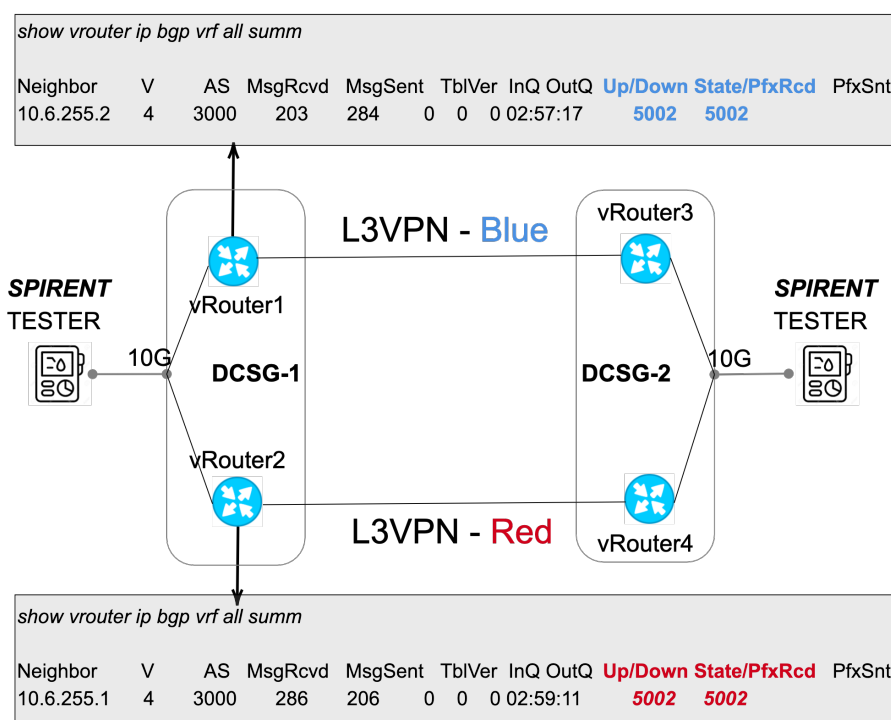 show vrouter ip bgp vrf all summ
Neighbor V AS MsgRcvd MsgSent TblVer InQ OutQ Up/Down State/PfxRcd PfxSnt
10.6.255.2 4 3000 203 284 0 0 0 02:57:17 5002 5002
L3VPN - Blue
vRouter3
SPIRENT
TESTER
vRouter1
SPIRENT
TESTER
10G
DCSG-1
DCSG-2
10G
vRouter2
L3VPN - Red
vRouter4
show vrouter ip bgp vrf all summ
Neighbor V AS MsgRcvd MsgSent TblVer InQ OutQ Up/Down State/PfxRcd PfxSnt
10.6.255.1 4 3000 286 206 0 0 0 02:59:11 5002 5002